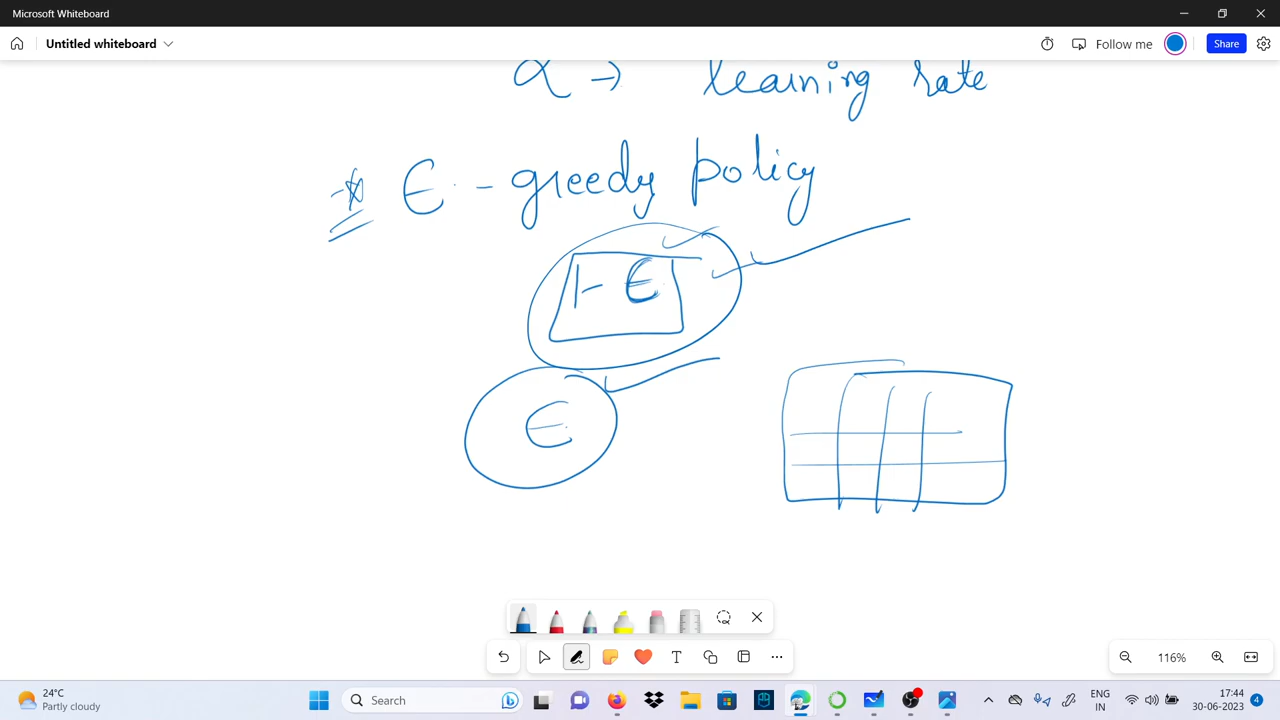 Microsoft Whiteboard
Untitled whiteboard
Follow me
Share
α → learning rate
* ϵ - greedy policy
1 - ϵ
ϵ
T
116%
24°C
Partly cloudy
Search
ENG
IN
17:44
30-06-2023
4